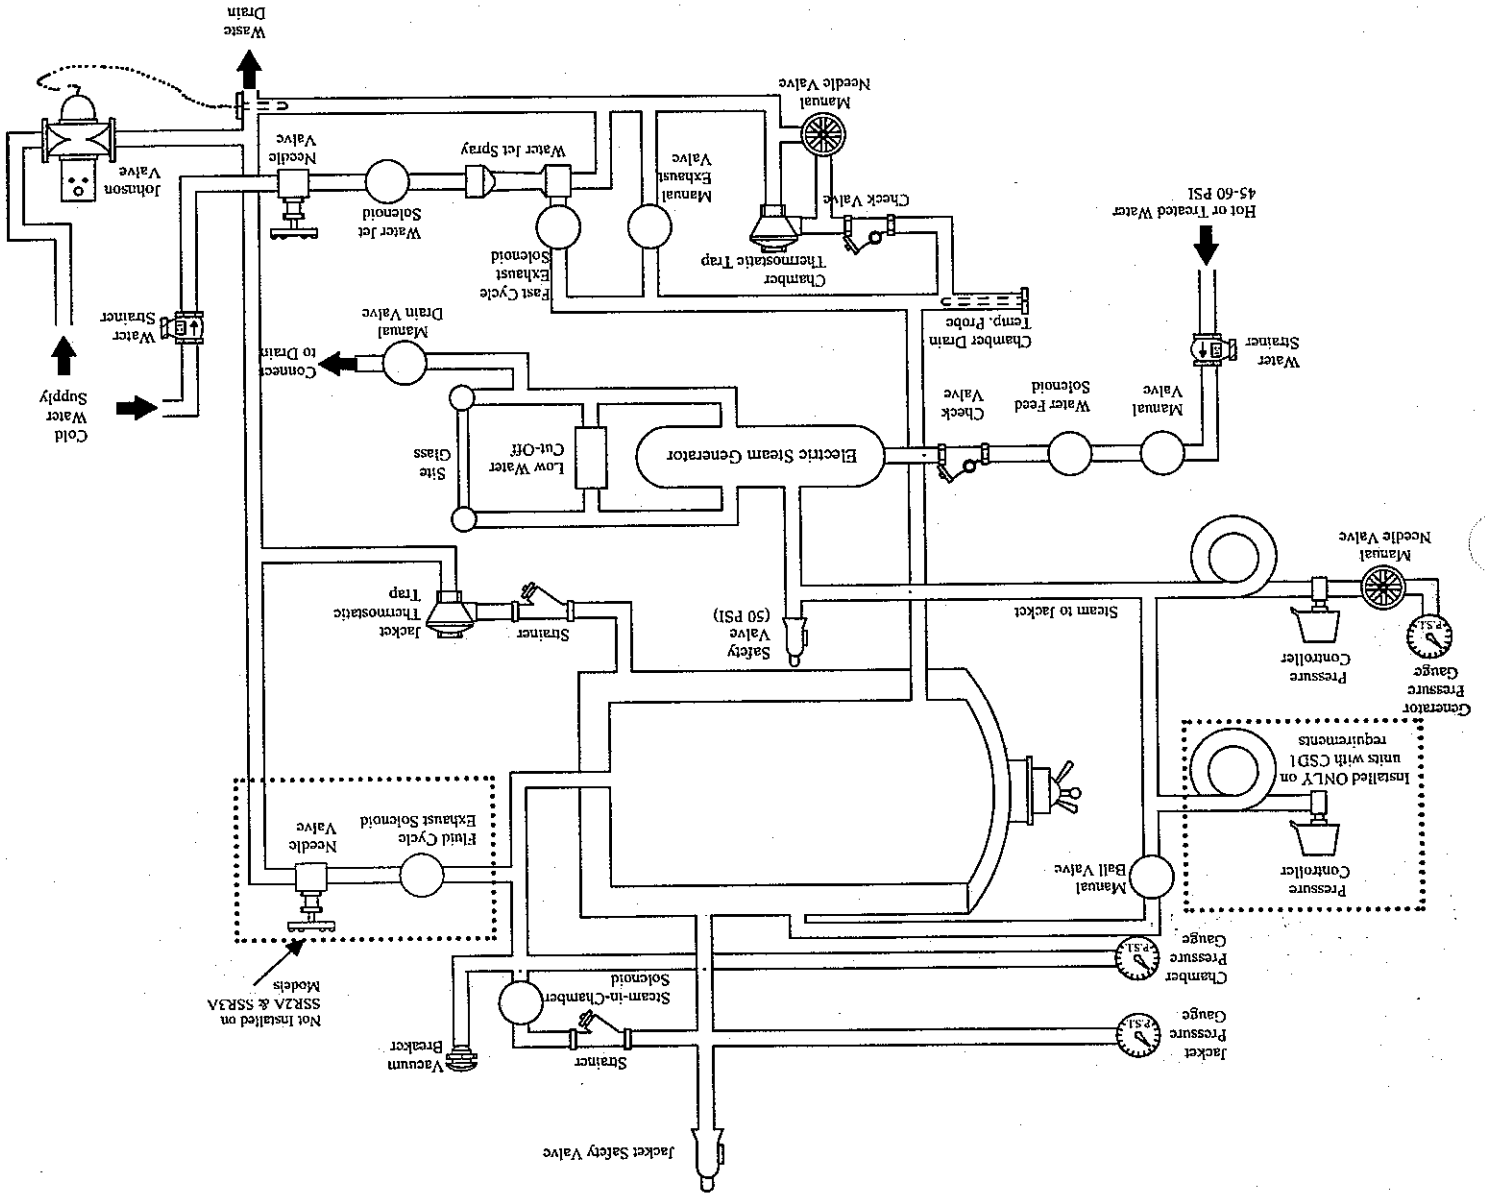 Jacket Safety Valve
Jacket
Pressure
Gauge
Strainer
Vacuum
Breaker
Chamber
Pressure
Gauge
Steam-in-Chamber
Solenoid
Not Installed on
SSR2A & SSR3A
Models
P.S.I.
P.S.I.
Pressure
Controller
Installed ONLY on
units with CSD1
requirements
Manual
Ball Valve
Fluid Cycle
Exhaust Solenoid
Needle
Valve
Generator
Pressure
Gauge
P.S.I.
Pressure
Controller
Manual
Needle Valve
Steam to Jacket
Safety
Valve
(50 PSI)
Strainer
Jacket
Thermostatic
Trap
Electric Steam Generator
Low Water
Cut-Off
Site
Glass
Water
Strainer
Manual
Valve
Water Feed
Solenoid
Check
Valve
Hot or Treated Water
45-60 PSI
Chamber Drain
Temp. Probe
Manual
Drain Valve
Connect
to Drain
Cold
Water
Supply
Water
Strainer
Chamber
Thermostatic Trap
Check Valve
Manual
Needle Valve
Manual
Exhaust
Valve
Fast Cycle
Exhaust
Solenoid
Water Jet Spray
Water Jet
Solenoid
Needle
Valve
Johnson
Valve
Waste
Drain